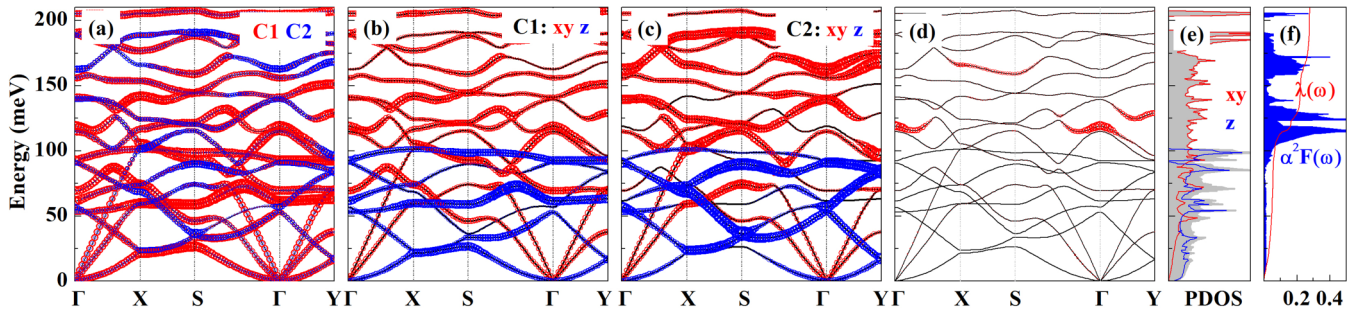 (a) C1 C2
(b) C1: xy z
(c) C2: xy z
(d)
(e)
(f)
Energy (meV)
200
150
100
50
0
xy
z
λ(ω)
α²F(ω)
Γ X S Γ Y
Γ X S Γ Y
Γ X S Γ Y
Γ X S Γ Y
PDOS
0.2 0.4